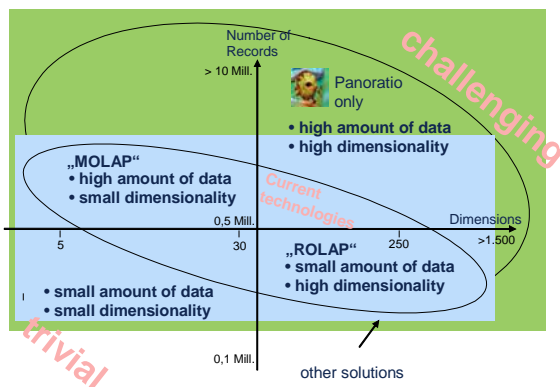 Number of
Records
> 10 Mill.
challenging
Panoratio
only
• high amount of data
• high dimensionality
„MOLAP“
• high amount of data
• small dimensionality
Current
technologies
0,5 Mill.
Dimensions
5
30
250
>1.500
„ROLAP“
• small amount of data
• high dimensionality
• small amount of data
• small dimensionality
trivial
0,1 Mill.
other solutions